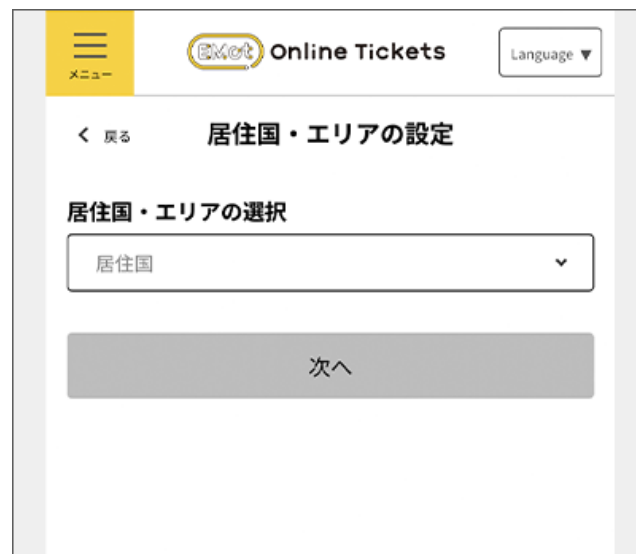 メニュー
EMot Online Tickets
Language ▼
戻る
居住国・エリアの設定
居住国・エリアの選択
居住国
次へ